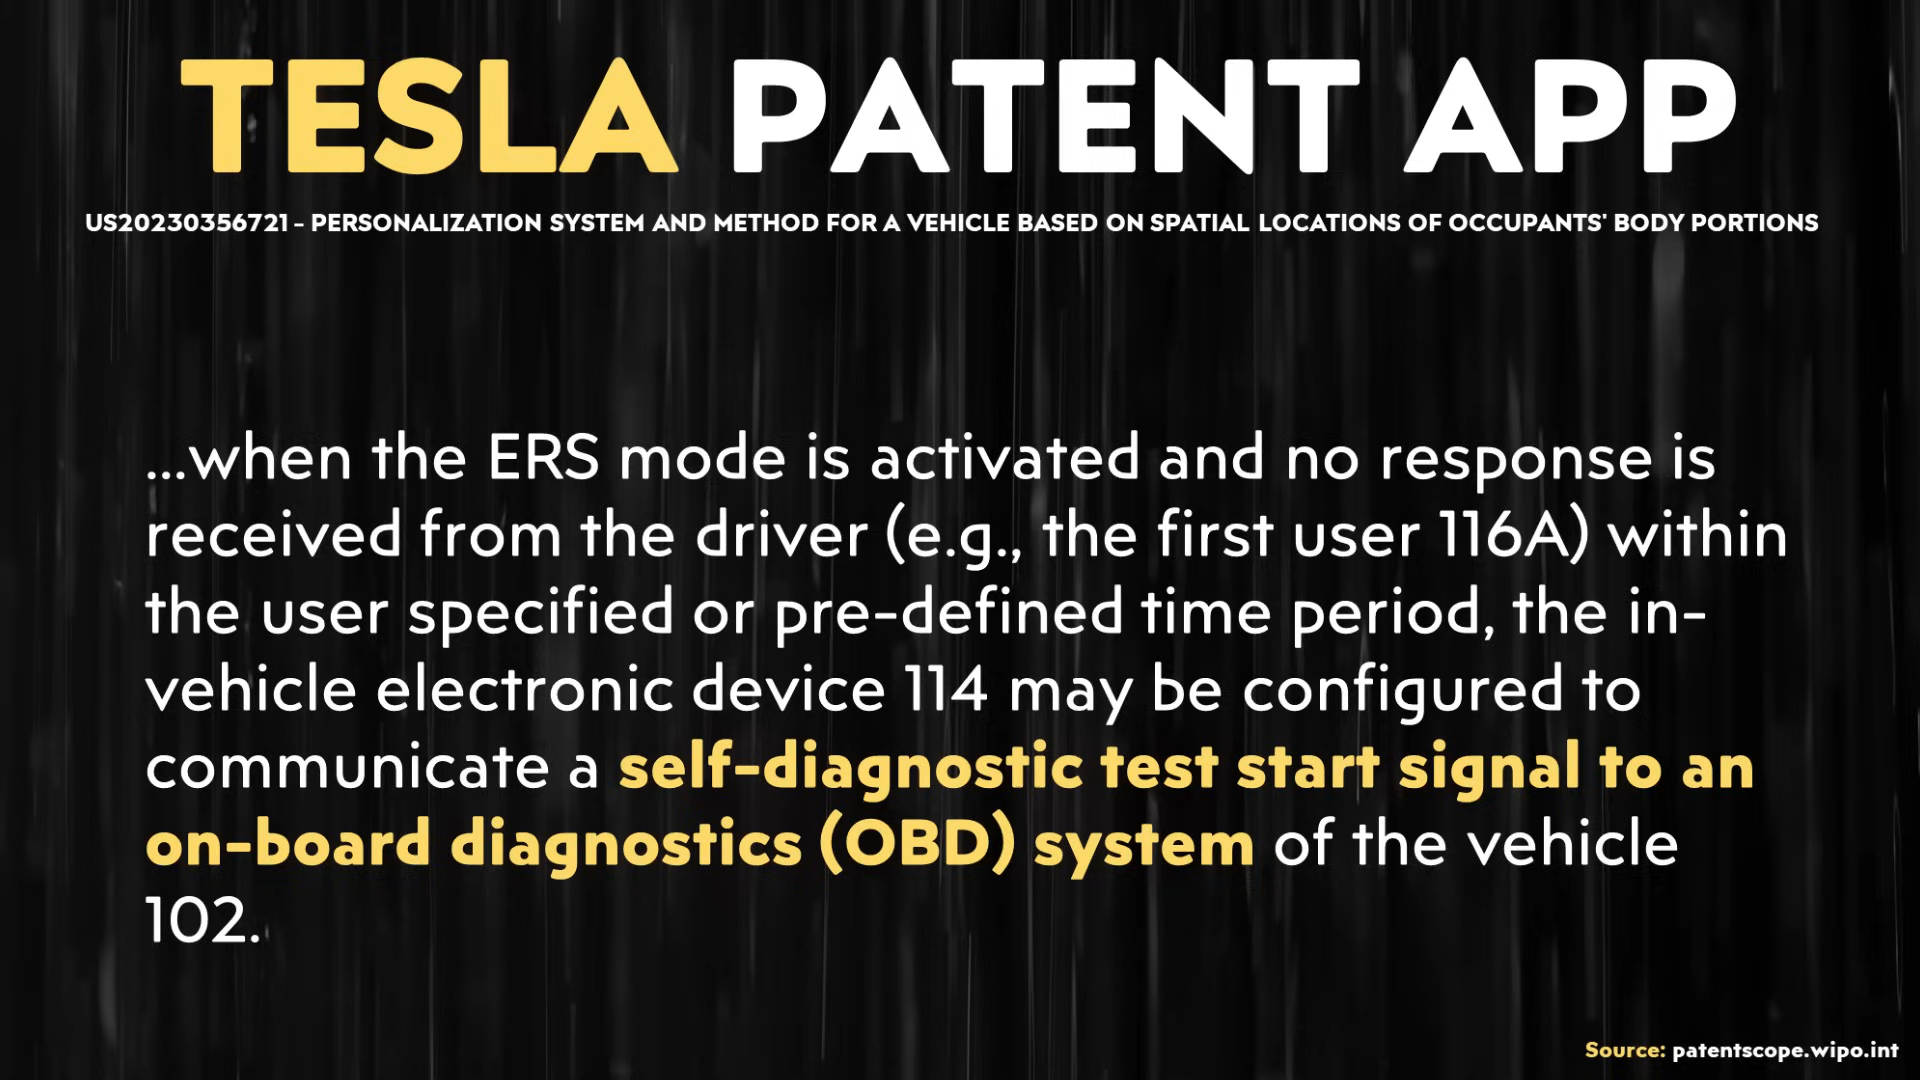 TESLA PATENT APP
US20230356721 - PERSONALIZATION SYSTEM AND METHOD FOR A VEHICLE BASED ON SPATIAL LOCATIONS OF OCCUPANTS' BODY PORTIONS
...when the ERS mode is activated and no response is
received from the driver (e.g., the first user 116A) within
the user specified or pre-defined time period, the in-
vehicle electronic device 114 may be configured to
communicate a self-diagnostic test start signal to an
on-board diagnostics (OBD) system of the vehicle
102.
Source: patentscope.wipo.int